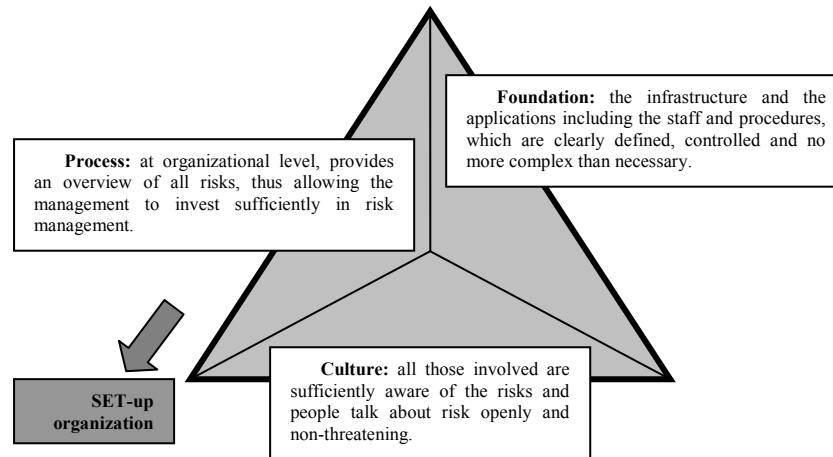 Foundation: the infrastructure and the
applications including the staff and procedures,
which are clearly defined, controlled and no
more complex than necessary.
Process: at organizational level, provides
an overview of all risks, thus allowing the
management to invest sufficiently in risk
management.
Culture: all those involved are
sufficiently aware of the risks and
people talk about risk openly and
non-threatening.
SET-up
organization